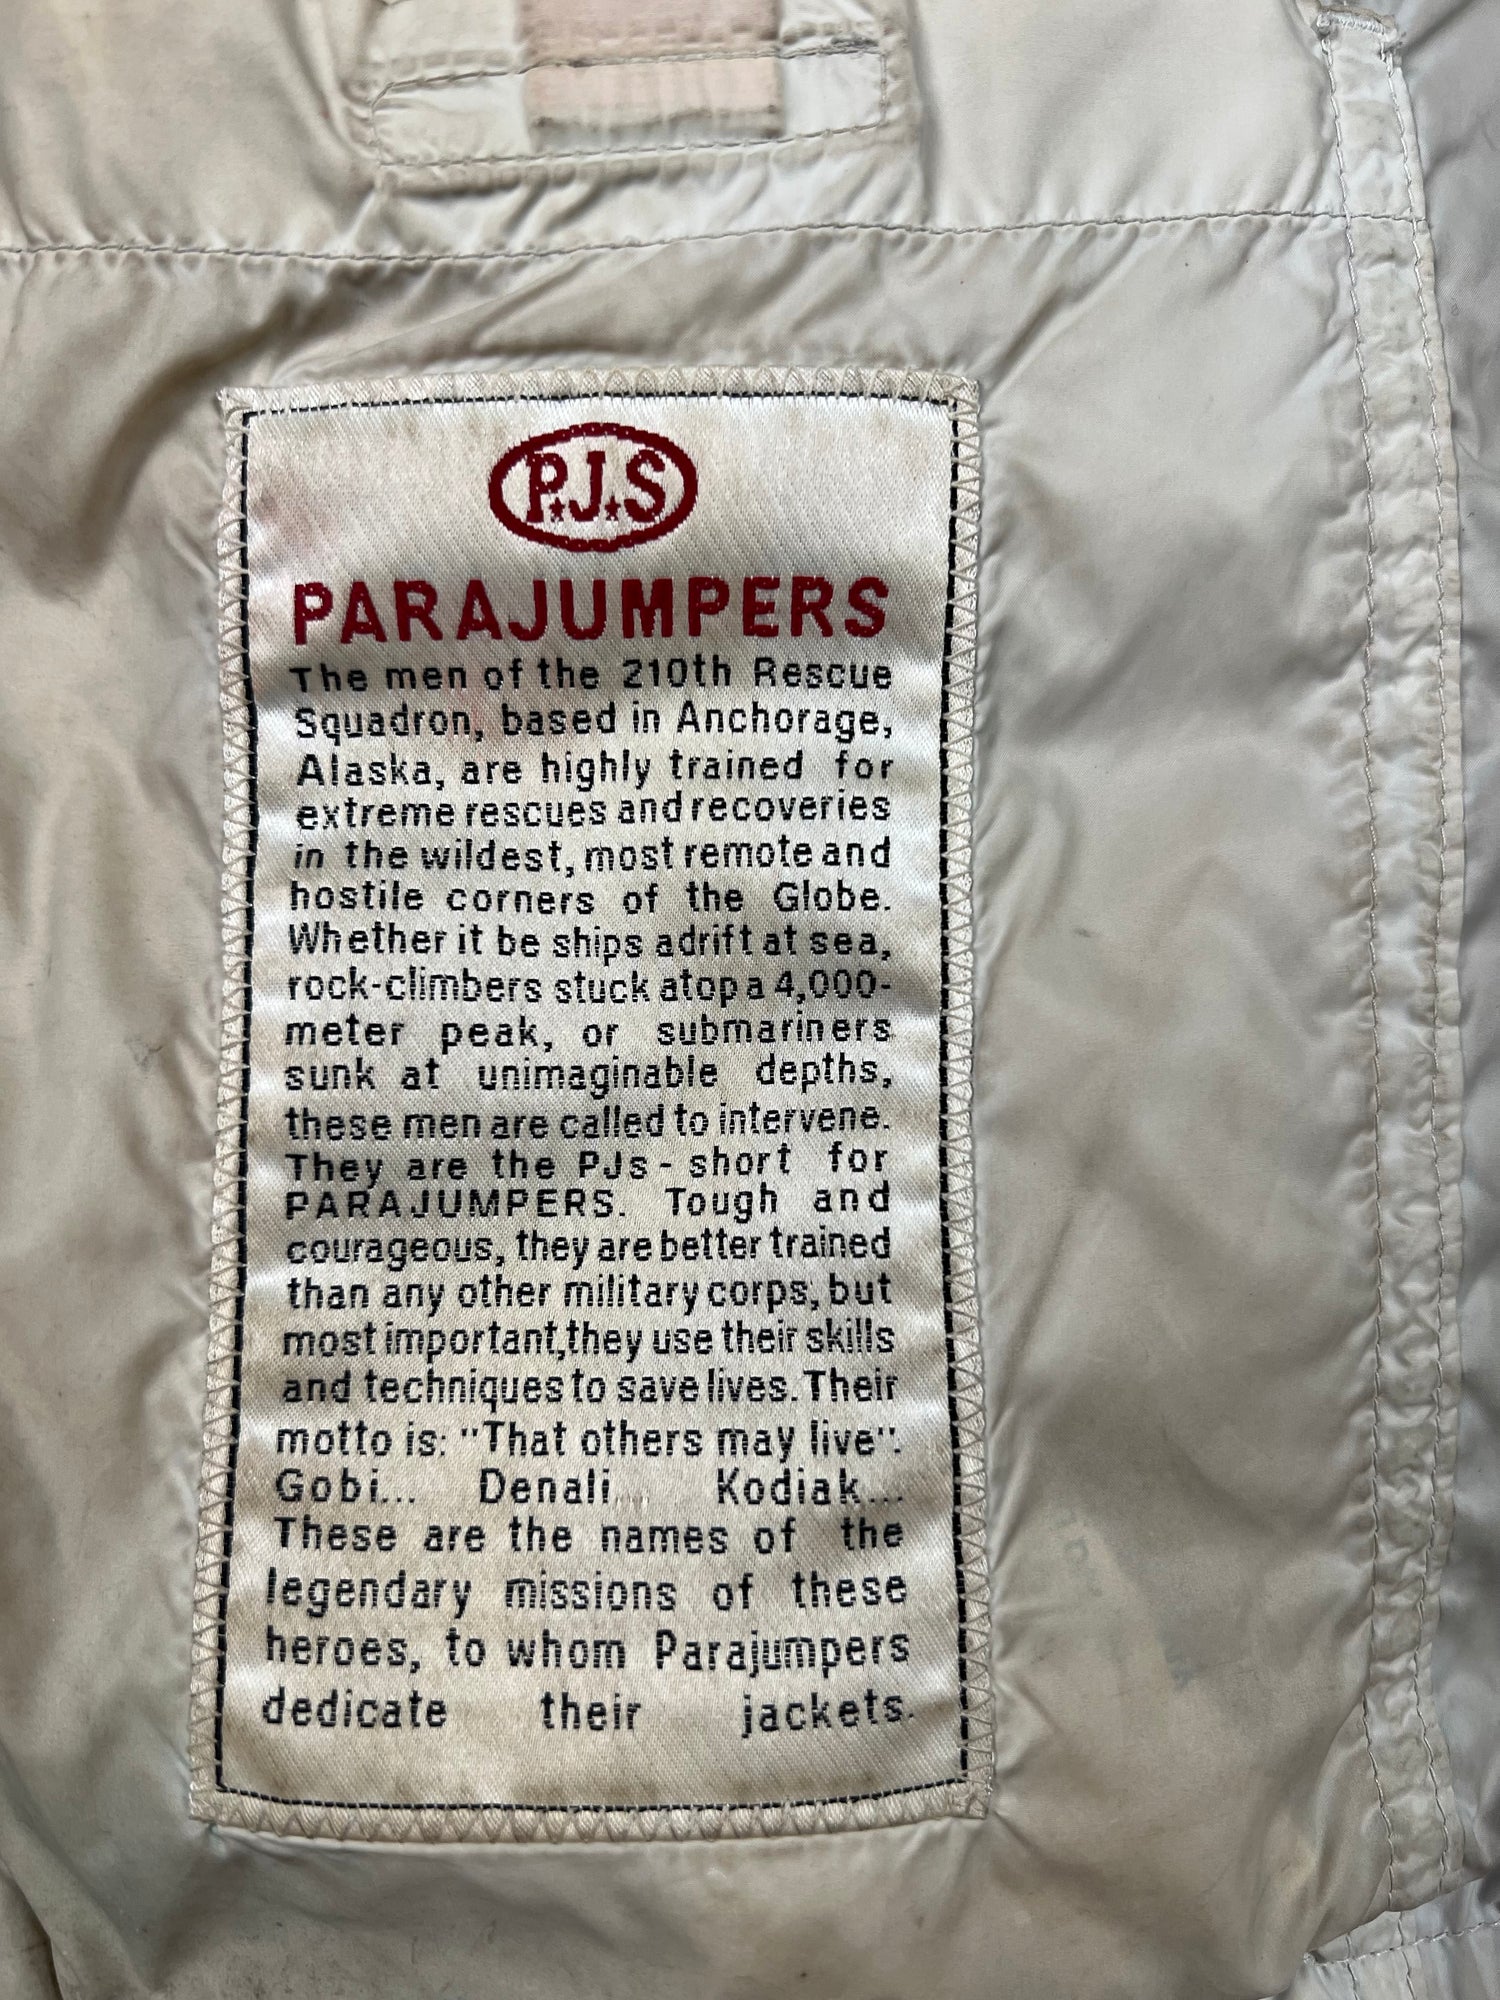 P.J.S
PARAJUMPERS
The men of the 210th Rescue
Squadron, based in Anchorage,
Alaska, are highly trained for
extreme rescues and recoveries
in the wildest, most remote and
hostile corners of the Globe.
Whether it be ships adrift at sea,
rock-climbers stuck atop a 4,000-
meter peak, or submariners
sunk at unimaginable depths,
these men are called to intervene.
They are the PJs - short for
PARAJUMPERS. Tough and
courageous, they are better trained
than any other military corps, but
most important, they use their skills
and techniques to save lives. Their
motto is: "That others may live".
Gobi... Denali... Kodiak...
These are the names of the
legendary missions of these
heroes, to whom Parajumpers
dedicate their jackets.